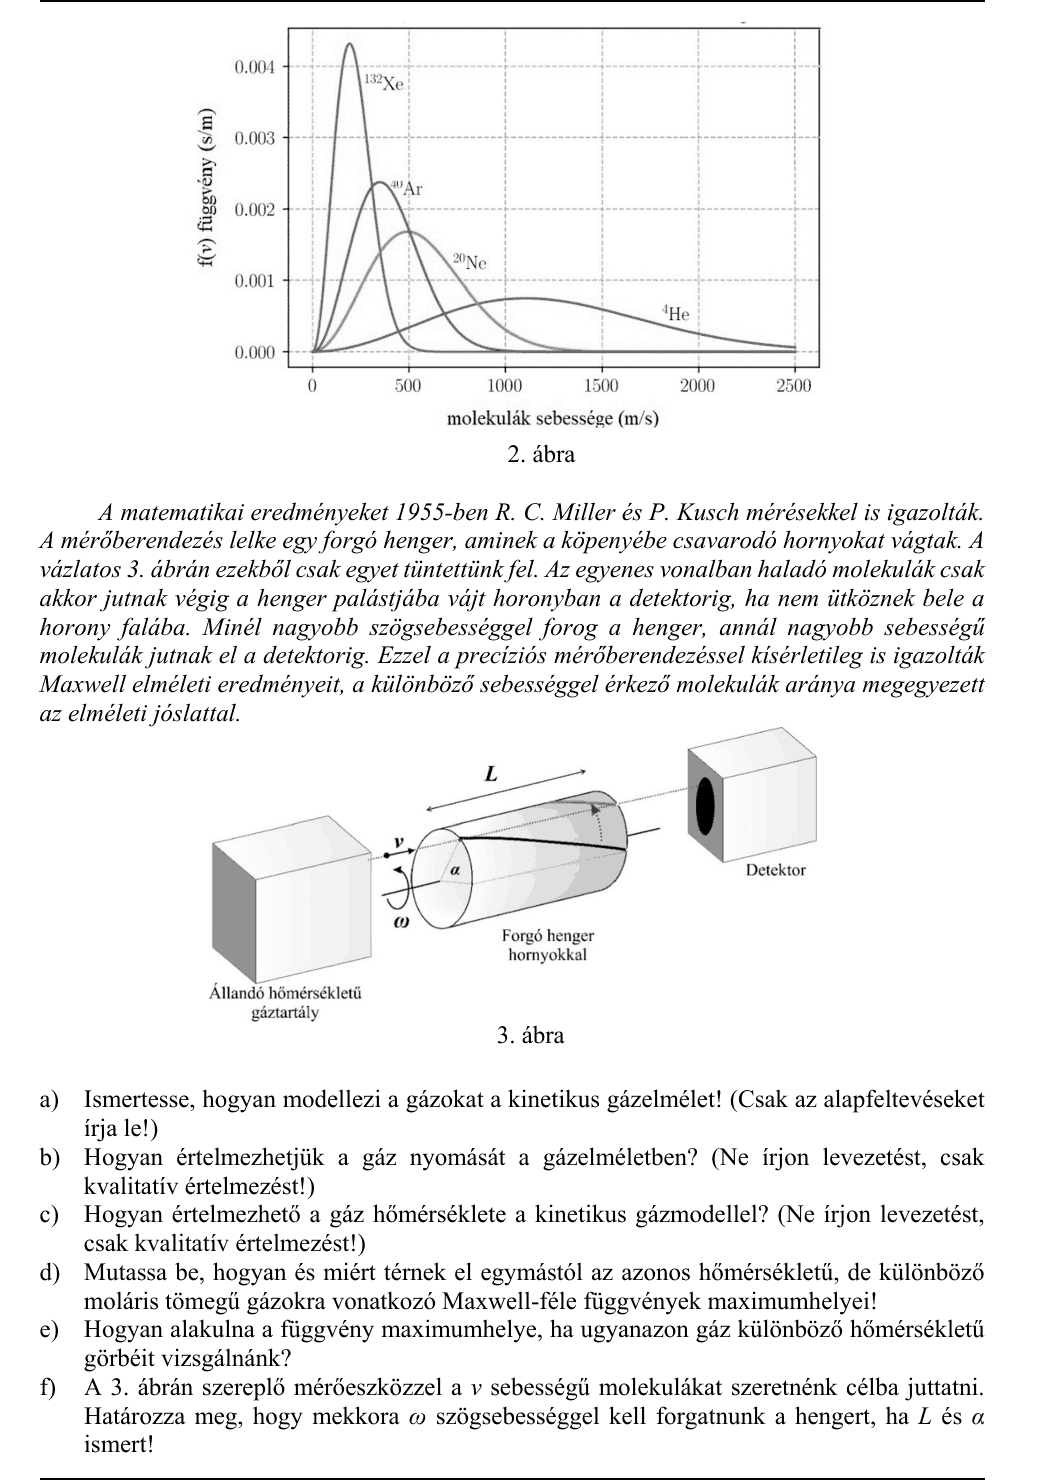 0.004
0.003
0.002
0.001
0.000
f(v) függvény (s/m)
132Xe
40Ar
20Ne
4He
0 500 1000 1500 2000 2500
molekulák sebessége (m/s)
2. ábra
A matematikai eredményeket 1955-ben R. C. Miller és P. Kusch mérésekkel is igazolták.
A mérőberendezés lelke egy forgó henger, aminek a köpenyébe csavarodó hornyokat vágtak. A
vázlatos 3. ábrán ezekből csak egyet tüntettünk fel. Az egyenes vonalban haladó molekulák csak
akkor jutnak végig a henger palástjába vájt horonyban a detektorig, ha nem ütköznek bele a
horony falába. Minél nagyobb szögsebességgel forog a henger, annál nagyobb sebességű
molekulák jutnak el a detektorig. Ezzel a precíziós mérőberendezéssel kísérletileg is igazolták
Maxwell elméleti eredményeit, a különböző sebességgel érkező molekulák aránya megegyezett
az elméleti jóslattal.
L
v
α
ω
Detektor
Forgó henger
hornyokkal
Állandó hőmérsékletű
gáztartály
3. ábra
a) Ismertesse, hogyan modellezi a gázokat a kinetikus gázelmélet! (Csak az alapfeltevéseket
írja le!)
b) Hogyan értelmezhetjük a gáz nyomását a gázelméletben? (Ne írjon levezetést, csak
kvalitatív értelmezést!)
c) Hogyan értelmezhető a gáz hőmérséklete a kinetikus gázmodellel? (Ne írjon levezetést,
csak kvalitatív értelmezést!)
d) Mutassa be, hogyan és miért térnek el egymástól az azonos hőmérsékletű, de különböző
moláris tömegű gázokra vonatkozó Maxwell-féle függvények maximumhelyei!
e) Hogyan alakulna a függvény maximumhelye, ha ugyanazon gáz különböző hőmérsékletű
görbéit vizsgálnánk?
f) A 3. ábrán szereplő mérőeszközzel a v sebességű molekulákat szeretnénk célba juttatni.
Határozza meg, hogy mekkora ω szögsebességgel kell forgatnunk a hengert, ha L és α
ismert!